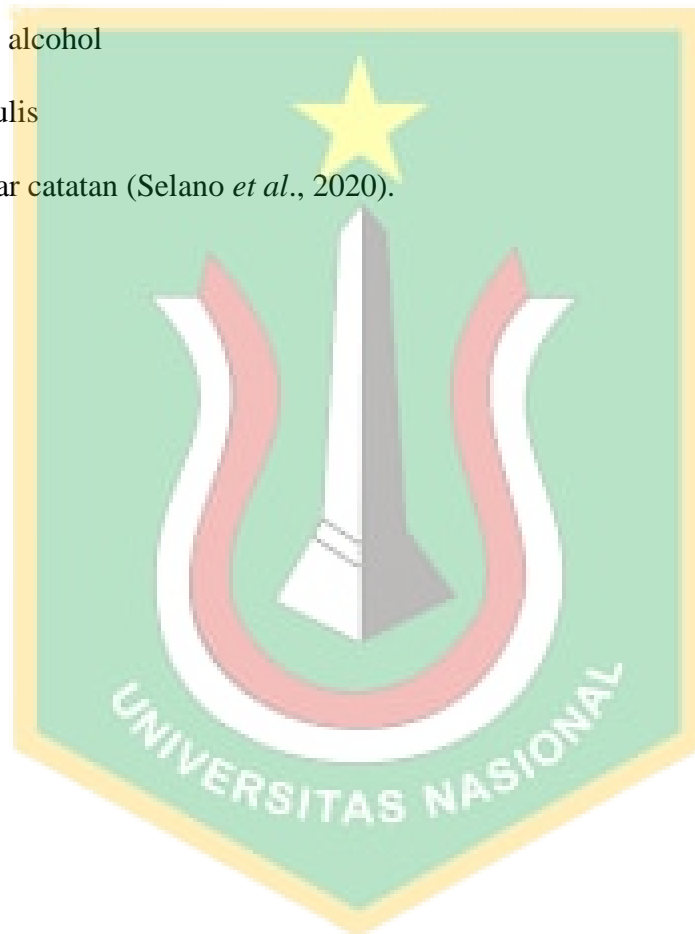 alcohol
ulis
ar catatan (Selano et al., 2020).
UNIVERSITAS NASIONAL